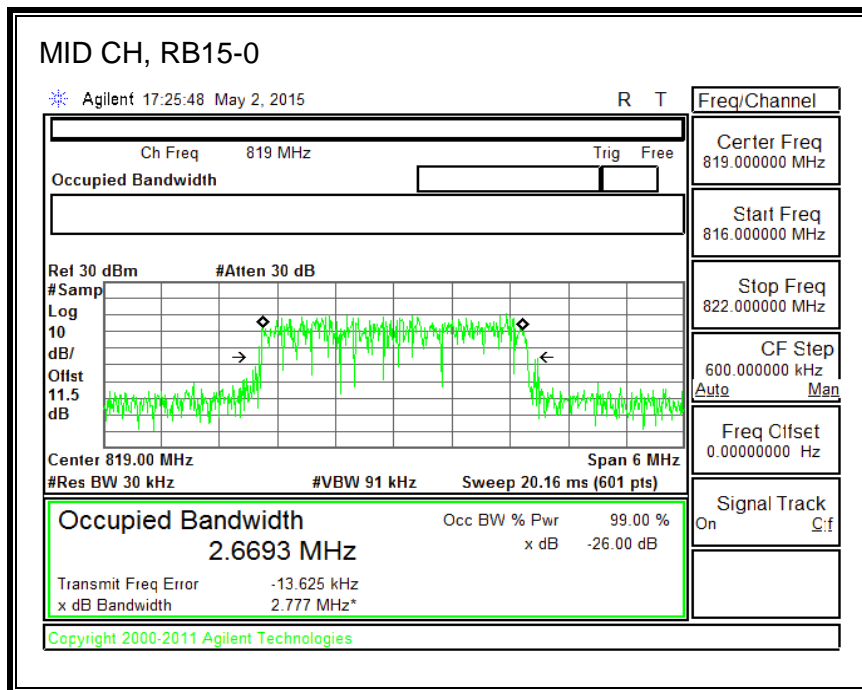 MID CH, RB15-0
Agilent 17:25:48 May 2, 2015 R T
Freq/Channel
Ch Freq 819 MHz Trig Free
Occupied Bandwidth
Center Freq
819.000000 MHz
Start Freq
816.000000 MHz
Stop Freq
822.000000 MHz
CF Step
600.000000 kHz
Auto Man
Freq Offset
0.00000000 Hz
Signal Track
On Off
Ref 30 dBm #Atten 30 dB
#Samp
Log
10
dB/
Offst
11.5
dB
Center 819.00 MHz Span 6 MHz
#Res BW 30 kHz #VBW 91 kHz Sweep 20.16 ms (601 pts)
Occupied Bandwidth Occ BW % Pwr 99.00 %
2.6693 MHz x dB -26.00 dB
Transmit Freq Error -13.625 kHz
x dB Bandwidth 2.777 MHz*
Copyright 2000-2011 Agilent Technologies